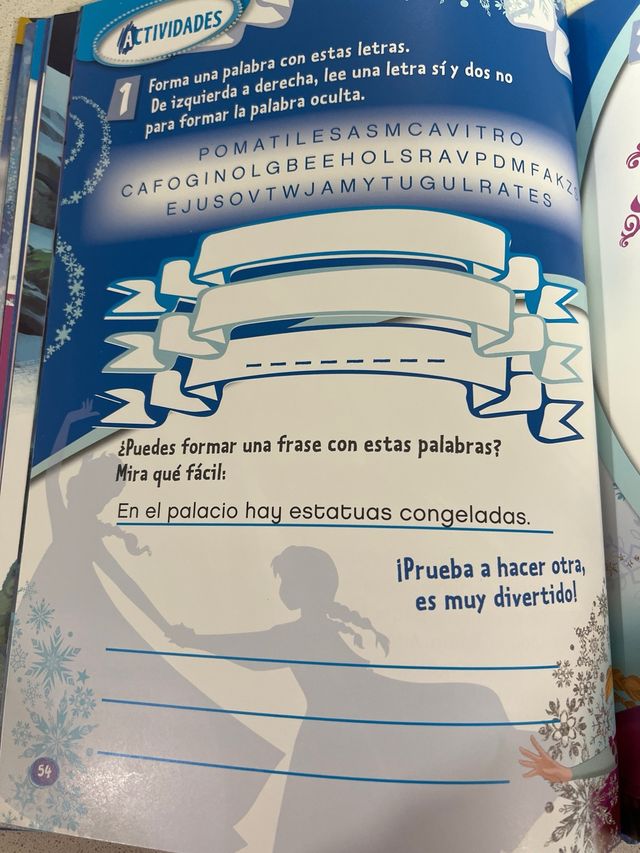 ACTIVIDADES
1
Forma una palabra con estas letras.
De izquierda a derecha, lee una letra sí y dos no
para formar la palabra oculta.
POMATILESASMCAVITRO
CAFOGINOLGBEEHOLSRAVPDMFAKZS
EJUSOVTWJAMYTUGULRATES
¿Puedes formar una frase con estas palabras?
Mira qué fácil:
En el palacio hay estatuas congeladas.
¡Prueba a hacer otra,
es muy divertido!
54